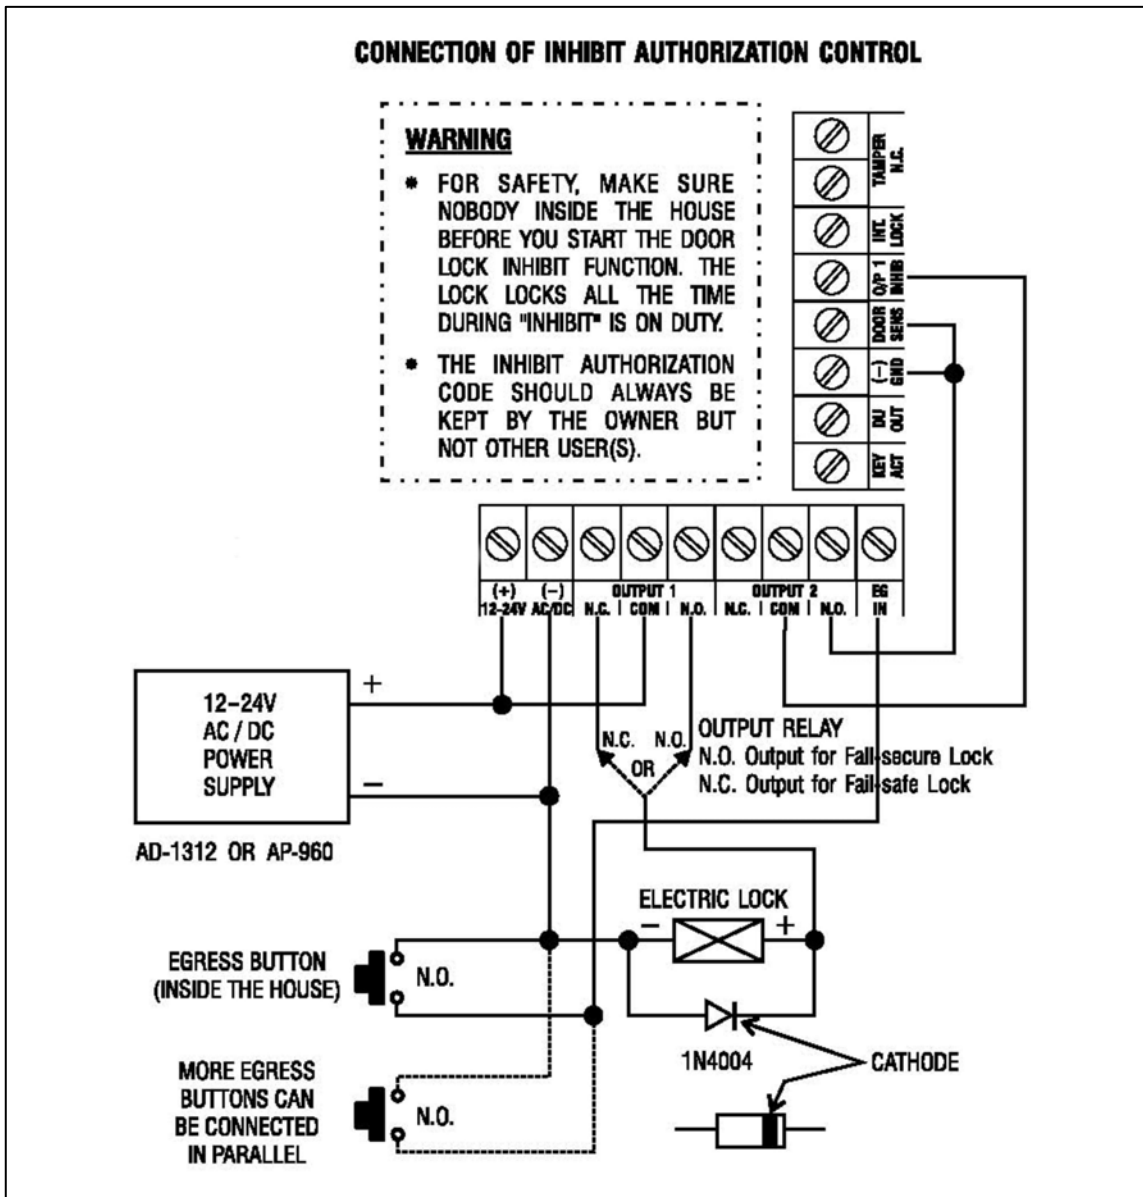 CONNECTION OF INHIBIT AUTHORIZATION CONTROL
WARNING
* FOR SAFETY, MAKE SURE
NOBODY INSIDE THE HOUSE
BEFORE YOU START THE DOOR
LOCK INHIBIT FUNCTION. THE
LOCK LOCKS ALL THE TIME
DURING "INHIBIT" IS ON DUTY.
* THE INHIBIT AUTHORIZATION
CODE SHOULD ALWAYS BE
KEPT BY THE OWNER BUT
NOT OTHER USER(S).
TAMPER
N.C.
INT.
LOCK
O/P 1
INHIB
DOOR
SENS
(–)
GND
DU
OUT
KEY
ACT
(+) (–) OUTPUT 1 OUTPUT 2 EG
12-24V AC/DC N.C. COM N.O. N.C. COM N.O. IN
12–24V
AC / DC
POWER
SUPPLY
+
–
AD-1312 OR AP-960
N.C. N.O.
OR
OUTPUT RELAY
N.O. Output for Fail-secure Lock
N.C. Output for Fail-safe Lock
ELECTRIC LOCK
– +
EGRESS BUTTON
(INSIDE THE HOUSE)
N.O.
1N4004
CATHODE
MORE EGRESS
BUTTONS CAN
BE CONNECTED
IN PARALLEL
N.O.